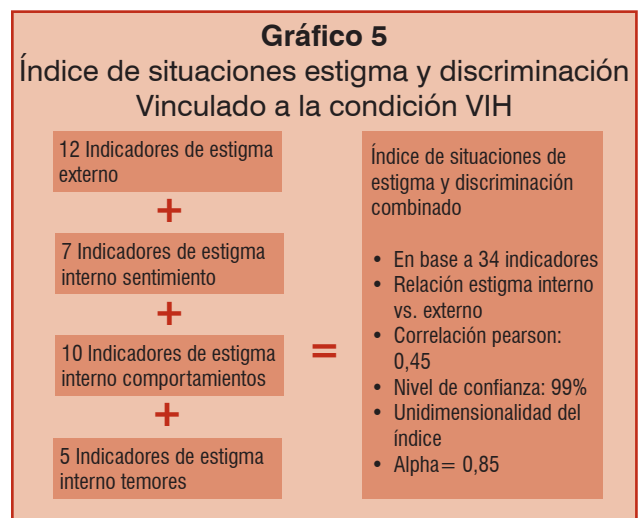 Gráfico 5
Índice de situaciones estigma y discriminación
Vinculado a la condición VIH
12 Indicadores de estigma
externo
+
7 Indicadores de estigma
interno sentimiento
+
10 Indicadores de estigma
interno comportamientos
+
5 Indicadores de estigma
interno temores
=
Índice de situaciones de
estigma y discriminación
combinado
• En base a 34 indicadores
• Relación estigma interno
vs. externo
• Correlación pearson:
0,45
• Nivel de confianza: 99%
• Unidimensionalidad del
índice
• Alpha= 0,85